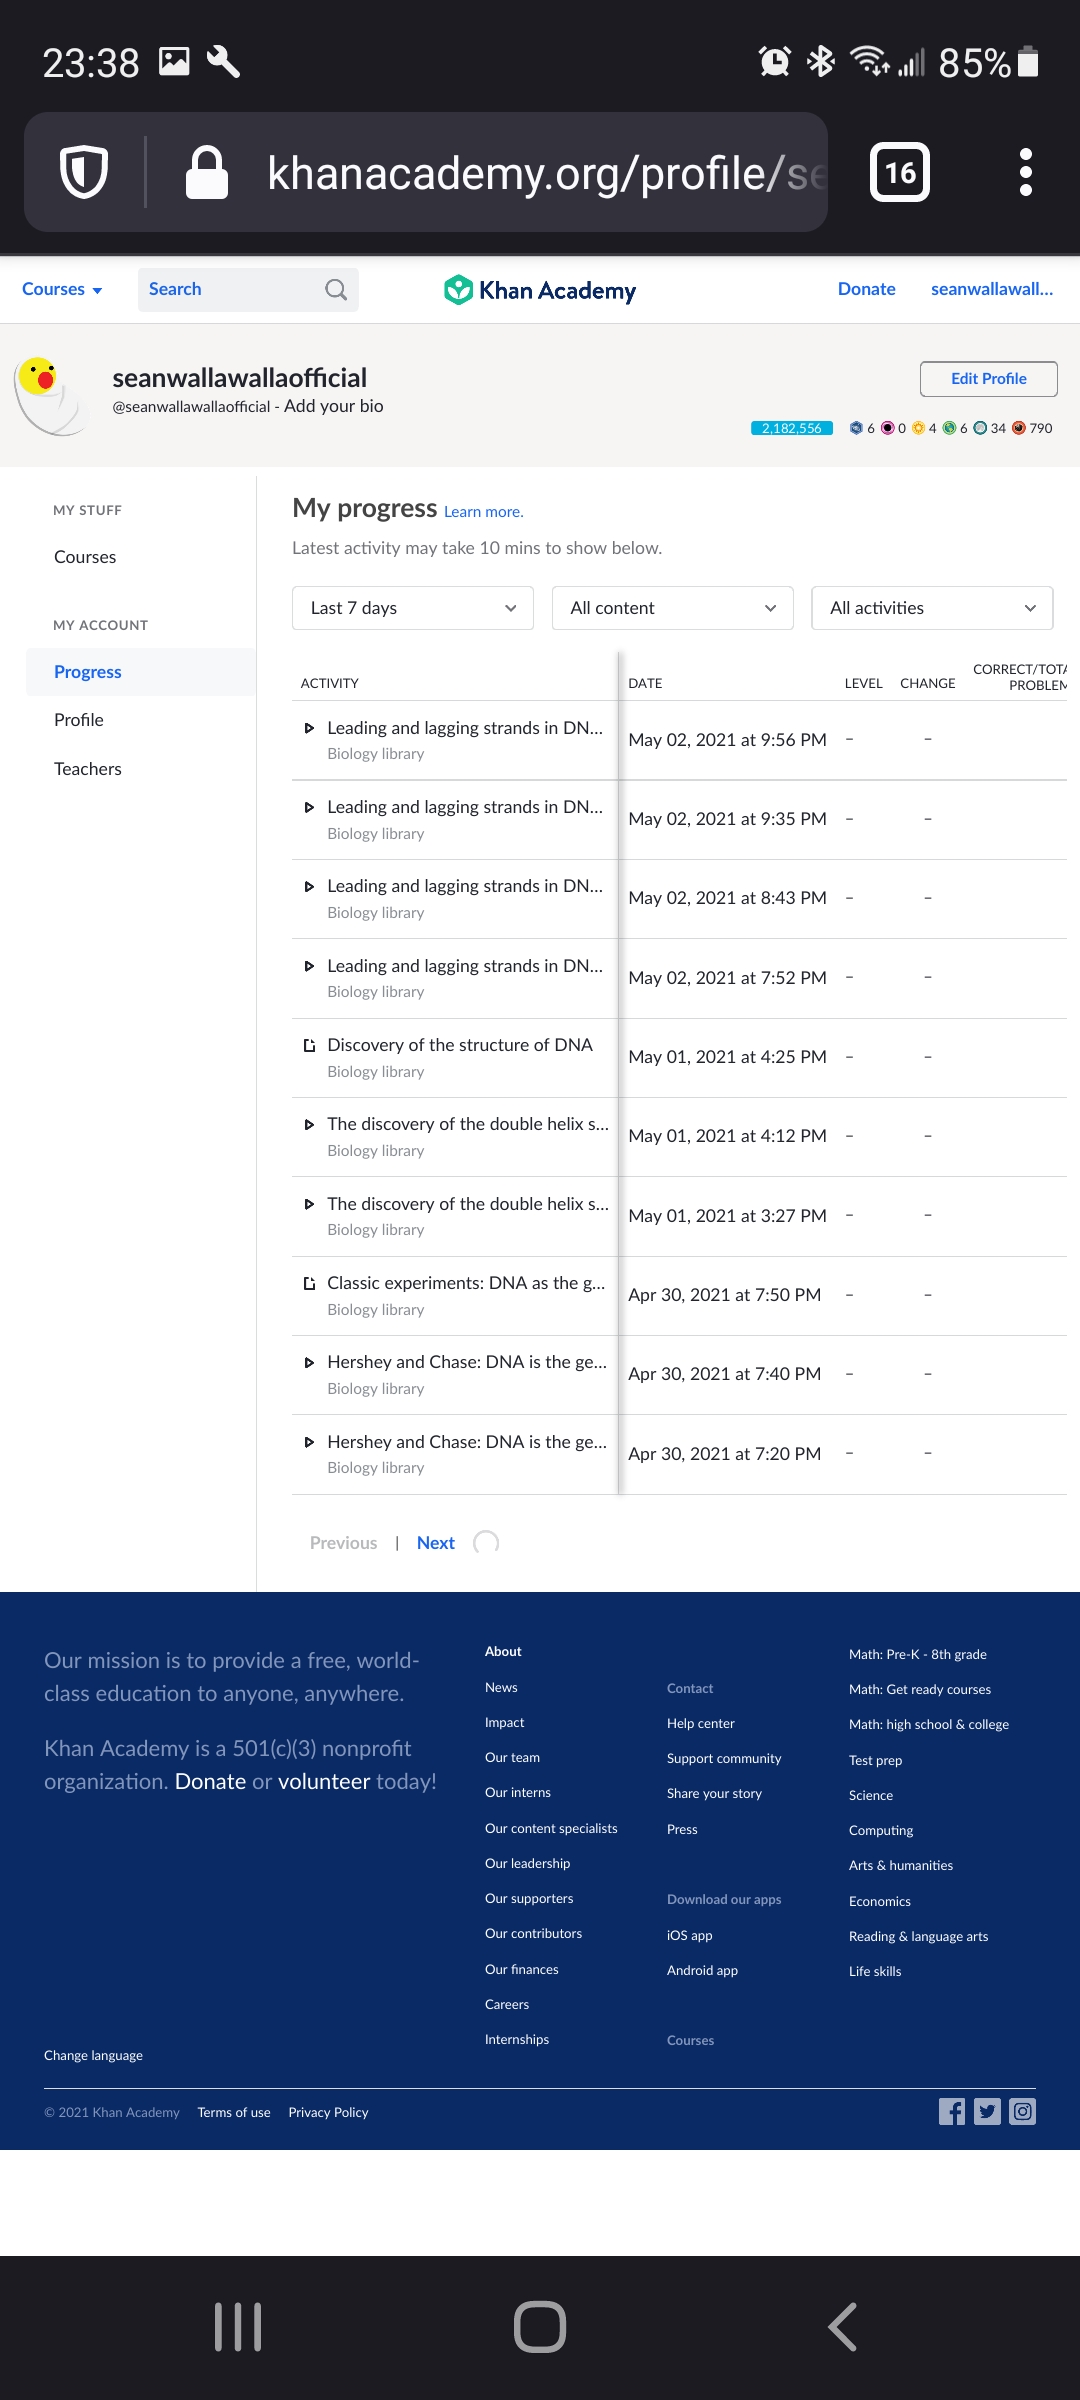 23:38
85%
khanacademy.org/profile/se
16
Courses
Search
Khan Academy
Donate
seanwallawall...
seanwallawallaofficial
@seanwallawallaofficial - Add your bio
Edit Profile
2,182,556
6
0
4
6
34
790
MY STUFF
Courses
MY ACCOUNT
Progress
Profile
Teachers
My progress Learn more.
Latest activity may take 10 mins to show below.
Last 7 days
All content
All activities
ACTIVITY
DATE
LEVEL
CHANGE
CORRECT/TOTA
PROBLEM
Leading and lagging strands in DN...
Biology library
May 02, 2021 at 9:56 PM – –
Leading and lagging strands in DN...
Biology library
May 02, 2021 at 9:35 PM – –
Leading and lagging strands in DN...
Biology library
May 02, 2021 at 8:43 PM – –
Leading and lagging strands in DN...
Biology library
May 02, 2021 at 7:52 PM – –
Discovery of the structure of DNA
Biology library
May 01, 2021 at 4:25 PM – –
The discovery of the double helix s...
Biology library
May 01, 2021 at 4:12 PM – –
The discovery of the double helix s...
Biology library
May 01, 2021 at 3:27 PM – –
Classic experiments: DNA as the g...
Biology library
Apr 30, 2021 at 7:50 PM – –
Hershey and Chase: DNA is the ge...
Biology library
Apr 30, 2021 at 7:40 PM – –
Hershey and Chase: DNA is the ge...
Biology library
Apr 30, 2021 at 7:20 PM – –
Previous | Next
Our mission is to provide a free, world-
class education to anyone, anywhere.
Khan Academy is a 501(c)(3) nonprofit
organization. Donate or volunteer today!
About
News
Impact
Our team
Our interns
Our content specialists
Our leadership
Our supporters
Our contributors
Our finances
Careers
Internships
Contact
Help center
Support community
Share your story
Press
Download our apps
iOS app
Android app
Courses
Math: Pre-K - 8th grade
Math: Get ready courses
Math: high school & college
Test prep
Science
Computing
Arts & humanities
Economics
Reading & language arts
Life skills
Change language
© 2021 Khan Academy
Terms of use
Privacy Policy